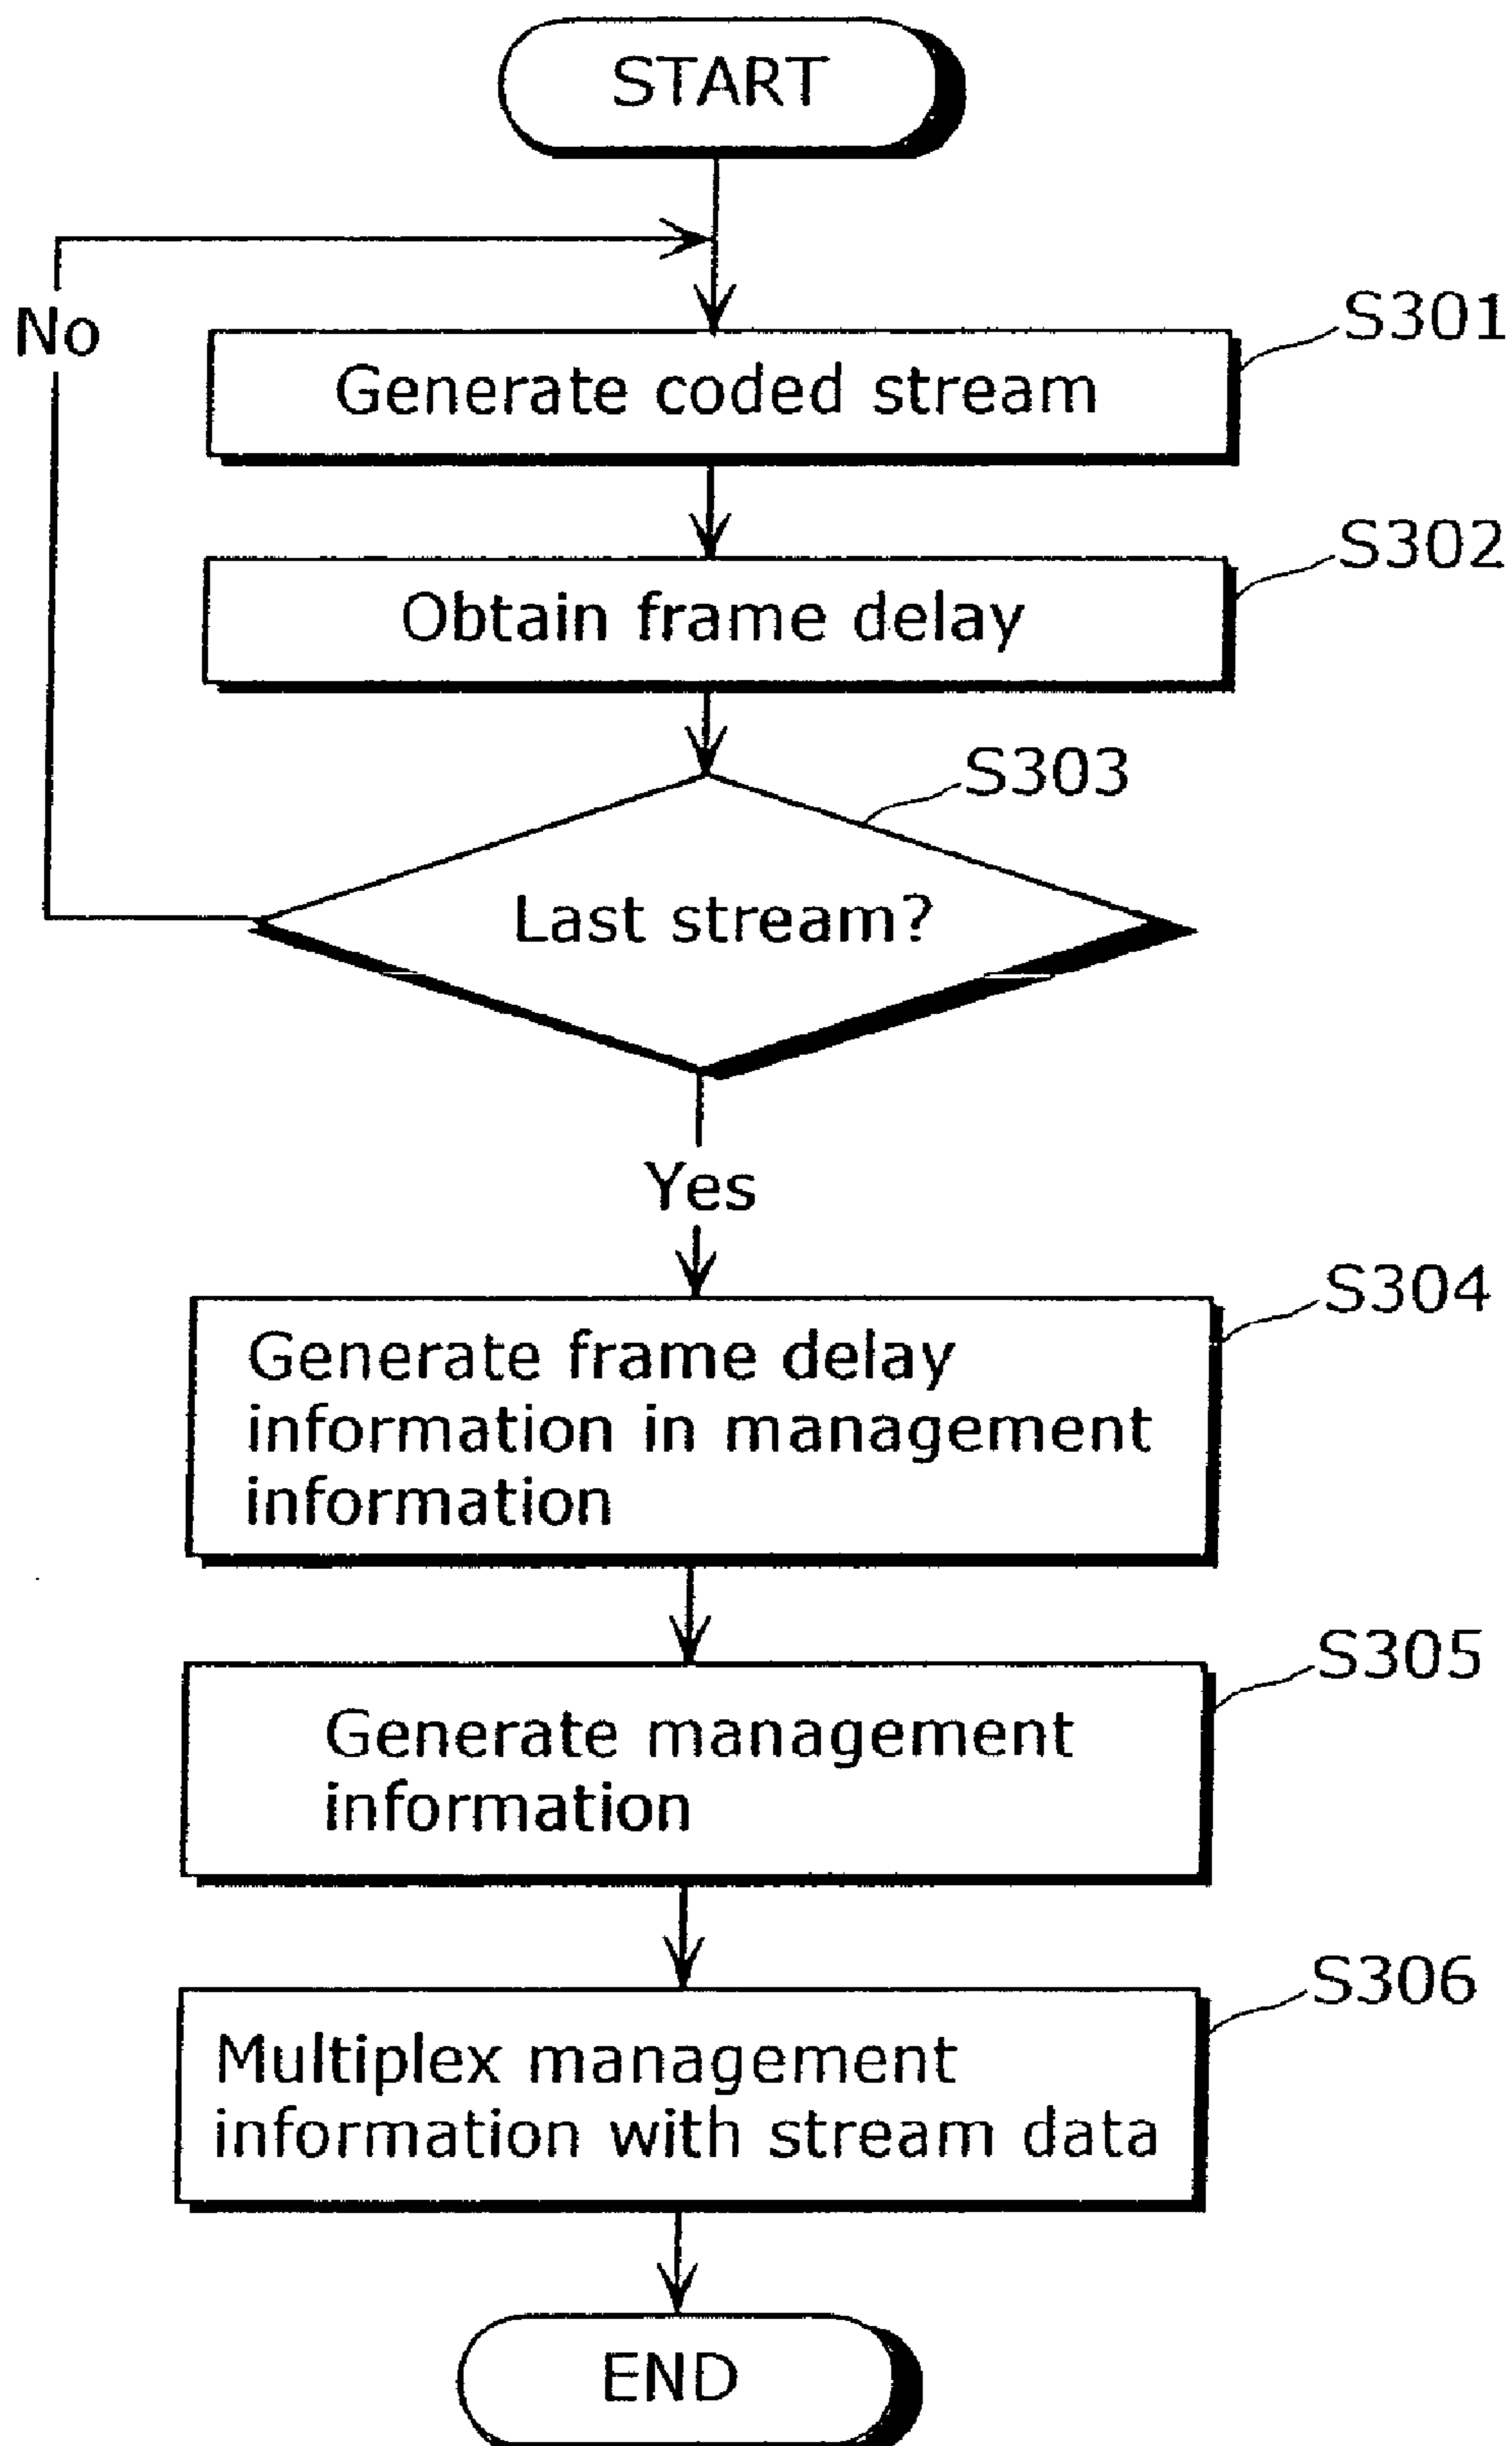 START
No
S301
Generate coded stream
S302
Obtain frame delay
S303
Last stream?
Yes
S304
Generate frame delay
information in management
information
S305
Generate management
information
S306
Multiplex management
information with stream data
END